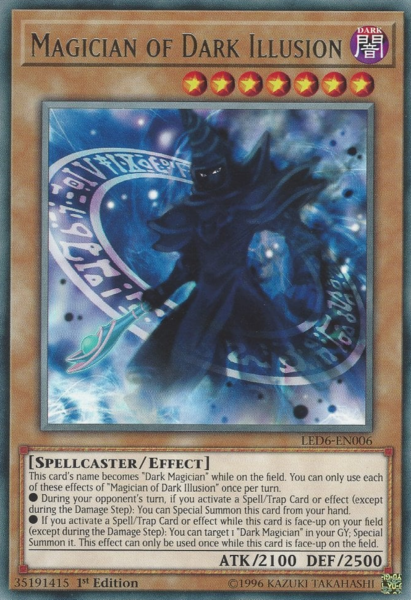 MAGICIAN OF DARK ILLUSION
DARK
闇
LED6-EN006
[SPELLCASTER/EFFECT]
This card's name becomes "Dark Magician" while on the field. You can only use each
of these effects of "Magician of Dark Illusion" once per turn.
● During your opponent's turn, if you activate a Spell/Trap Card or effect (except
during the Damage Step): You can Special Summon this card from your hand.
● If you activate a Spell/Trap Card or effect while this card is face-up on your field
(except during the Damage Step): You can target 1 "Dark Magician" in your GY; Special
Summon it. This effect can only be used once while this card is face-up on the field.
ATK/2100 DEF/2500
35191415 1st Edition
©1996 KAZUKI TAKAHASHI